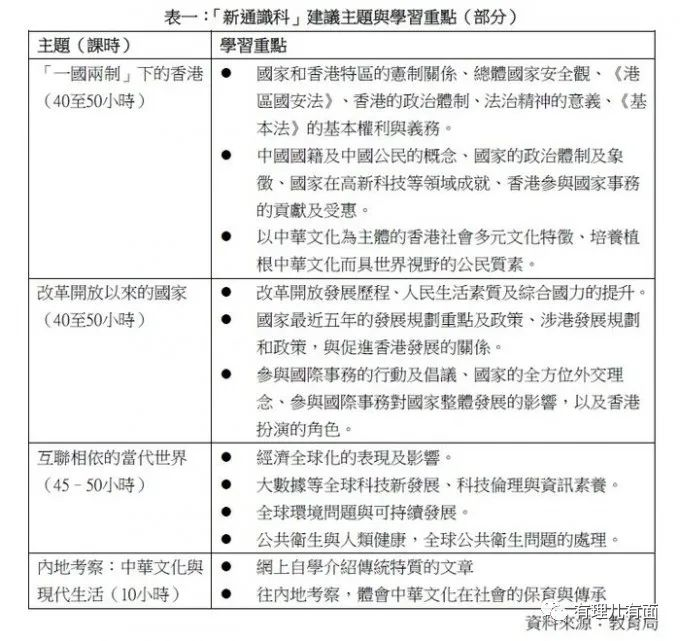 表一：「新通識科」建議主題與學習重點（部分）
主題（課時）
學習重點
「一國兩制」下的香港
（40至50小時）
● 國家和香港特區的憲制關係、總體國家安全觀、《港
區國安法》、香港的政治體制、法治精神的意義、《基
本法》的基本權利與義務。
● 中國國籍及中國公民的概念、國家的政治體制及象
徵、國家在高新科技等領域成就、香港參與國家事務
的貢獻及受惠。
● 以中華文化為主體的香港社會多元文化特徵、培養植
根中華文化而具世界視野的公民質素。
改革開放以來的國家
（40至50小時）
● 改革開放發展歷程、人民生活素質及綜合國力的提升。
● 國家最近五年的發展規劃重點及政策、涉港發展規劃
和政策，與促進香港發展的關係。
● 參與國際事務的行動及倡議、國家的全方位外交理
念、參與國際事務對國家整體發展的影響，以及香港
扮演的角色。
互聯相依的當代世界
（45﹣50小時）
● 經濟全球化的表現及影響。
● 大數據等全球科技新發展、科技倫理與資訊素養。
● 全球環境問題與可持續發展。
● 公共衛生與人類健康，全球公共衛生問題的處理。
內地考察：中華文化與
現代生活（10小時）
● 網上自學介紹傳統特質的文章
● 往內地考察，體會中華文化在社會的保育與傳承
有理儿有面
資料來源：教育局